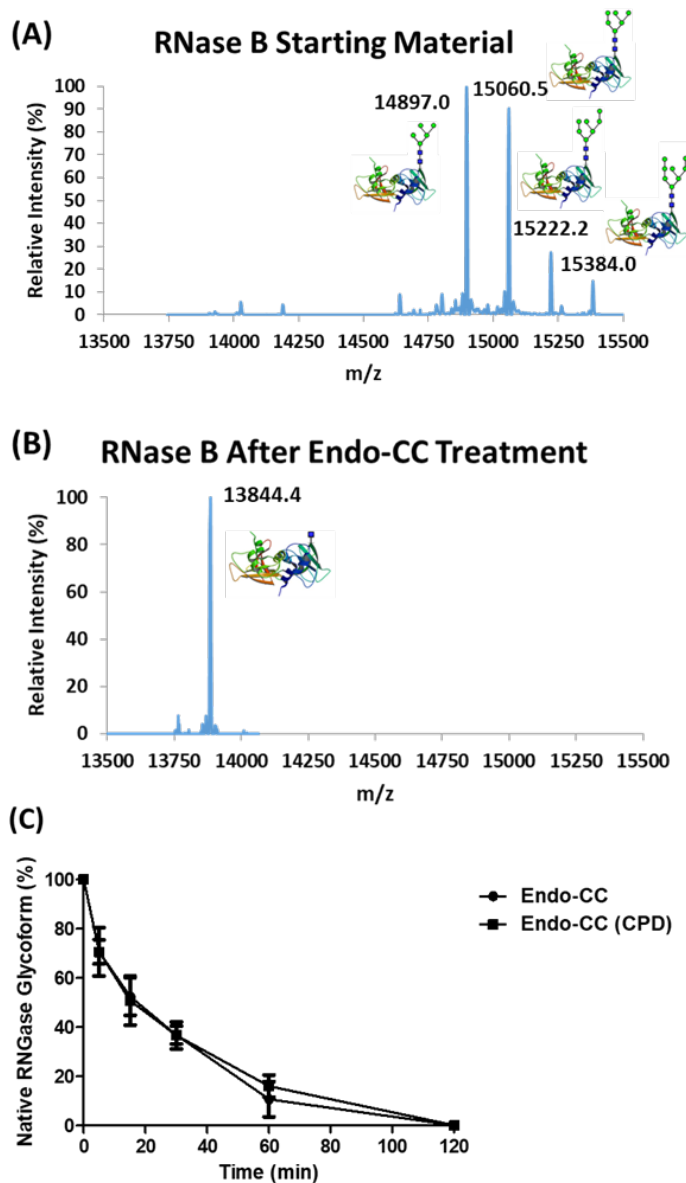 (A)
RNase B Starting Material
Relative Intensity (%)
100
90
80
70
60
50
40
30
20
10
0
14897.0
15060.5
15222.2
15384.0
13500 13750 14000 14250 14500 14750 15000 15250 15500
m/z
(B)
RNase B After Endo-CC Treatment
Relative Intensity (%)
100
80
60
40
20
0
13844.4
13500 13750 14000 14250 14500 14750 15000 15250 15500
m/z
(C)
Native RNGase Glycoform (%)
100
80
60
40
20
0
Endo-CC
Endo-CC (CPD)
0 20 40 60 80 100 120
Time (min)